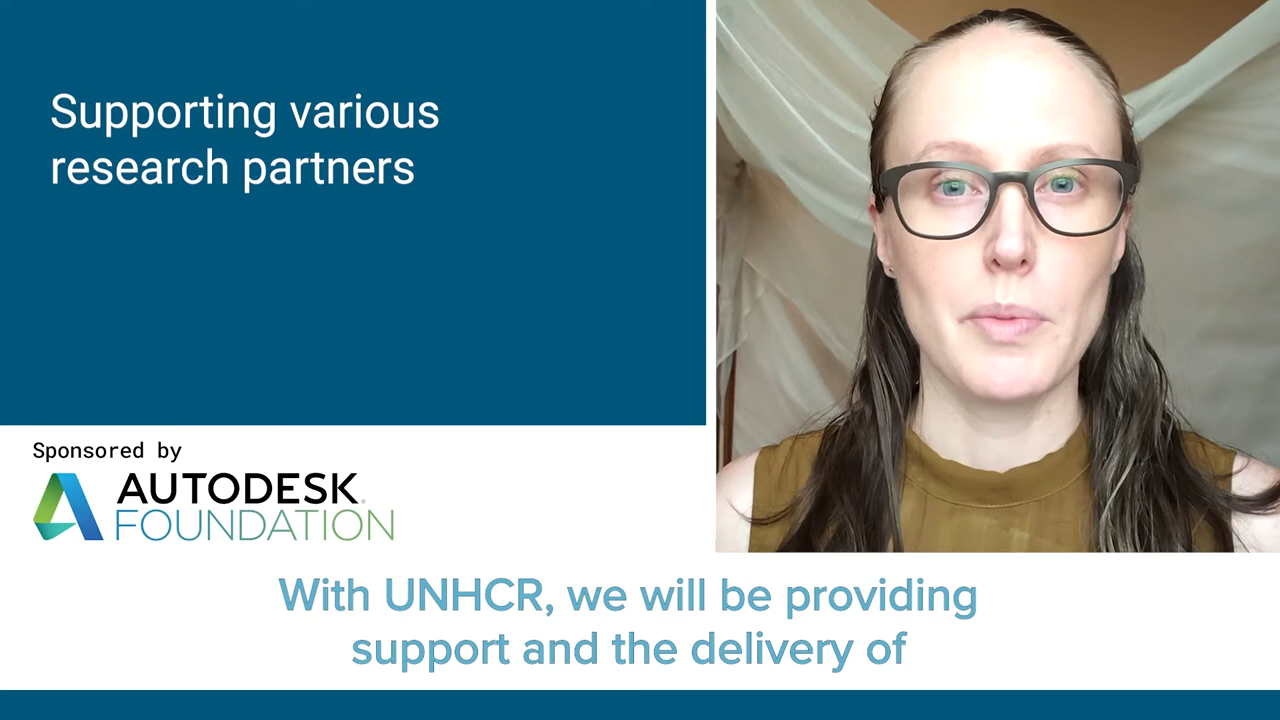 Supporting various
research partners
Sponsored by
AUTODESK
FOUNDATION
With UNHCR, we will be providing
support and the delivery of